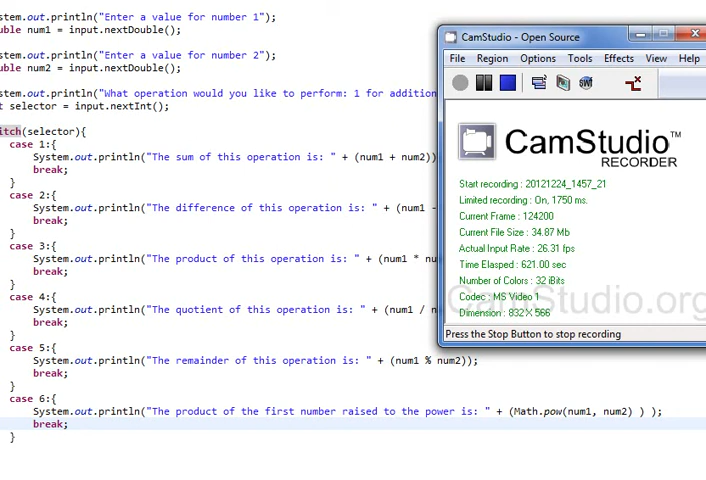 ystem.out.println("Enter a value for number 1");
uble num1 = input.nextDouble();
ystem.out.println("Enter a value for number 2");
uble num2 = input.nextDouble();
ystem.out.println("What operation would you like to perform: 1 for addition
t selector = input.nextInt();
itch(selector){
case 1:{
System.out.println("The sum of this operation is: " + (num1 + num2))
break;
}
case 2:{
System.out.println("The difference of this operation is: " + (num1 -
break;
}
case 3:{
System.out.println("The product of this operation is: " + (num1 * nu
break;
}
case 4:{
System.out.println("The quotient of this operation is: " + (num1 / n
break;
}
case 5:{
System.out.println("The remainder of this operation is: " + (num1 % num2));
break;
}
case 6:{
System.out.println("The product of the first number raised to the power is: " + (Math.pow(num1, num2) ) );
break;
}
CamStudio - Open Source
File Region Options Tools Effects View Help
SWF
CamStudio™
RECORDER
Start recording : 20121224_1457_21
Limited recording : On, 1750 ms.
Current Frame : 124200
Current File Size : 34.87 Mb
Actual Input Rate : 26.31 fps
Time Elasped : 621.00 sec
Number of Colors : 32 iBits
Codec : MS Video 1
Dimension : 832 X 566
CamStudio.org
Press the Stop Button to stop recording